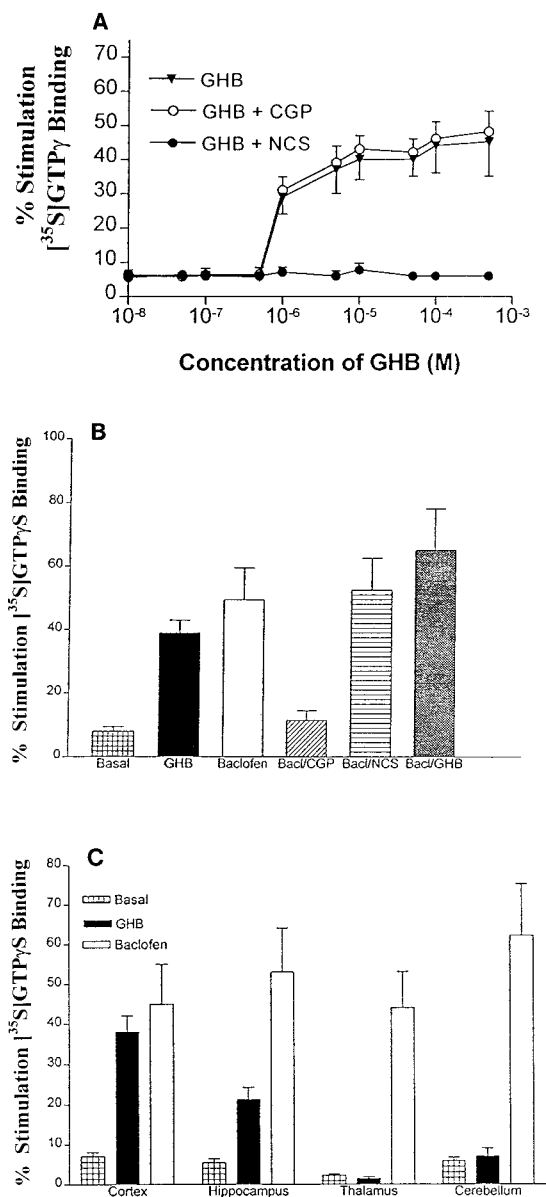 A
% Stimulation
[³⁵S]GTPγ Binding
70
60
50
40
30
20
10
0
GHB
GHB + CGP
GHB + NCS
10⁻⁸
10⁻⁷
10⁻⁶
10⁻⁵
10⁻⁴
10⁻³
Concentration of GHB (M)
B
% Stimulation [³⁵S]GTPγS Binding
100
80
60
40
20
0
Basal
GHB
Baclofen
Bacl/CGP
Bacl/NCS
Bacl/GHB
C
% Stimulation [³⁵S]GTPγS Binding
80
70
60
50
40
30
20
10
0
Basal
GHB
Baclofen
Cortex
Hippocampus
Thalamus
Cerebellum